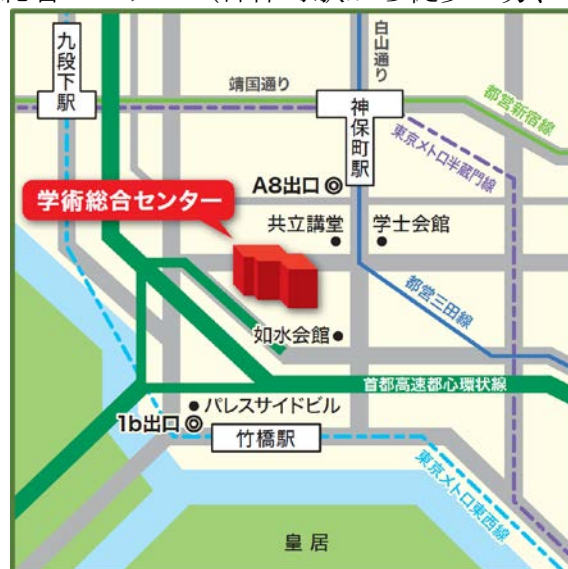 九段下駅
白山通り
靖国通り
神保町駅
都営新宿線
東京メトロ半蔵門線
A8出口
学術総合センター
共立講堂
学士会館
都営三田線
如水会館
首都高速都心環状線
パレスサイドビル
1b出口
竹橋駅
東京メトロ東西線
皇居